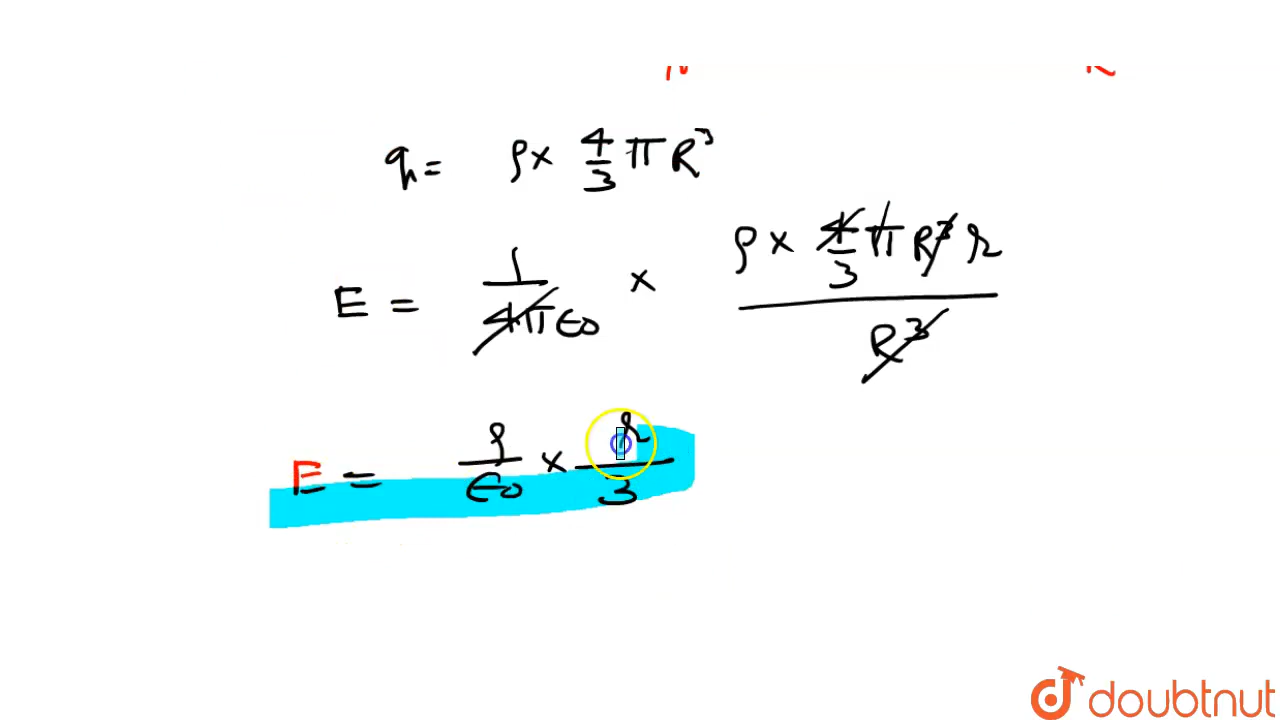 q = ρ × 4/3 π R³
E = 1/4πε0 × ρ × 4/3 π R³ r / R³
E = ρ/ε0 × r/3
doubtnut